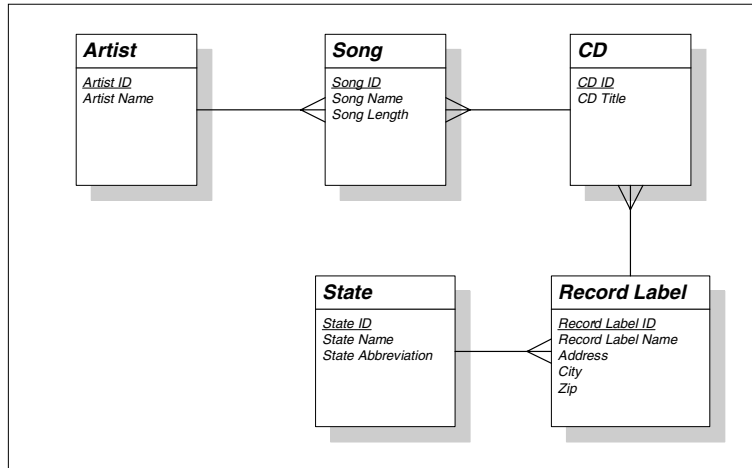 Artist
Artist ID
Artist Name
Song
Song ID
Song Name
Song Length
CD
CD ID
CD Title
State
State ID
State Name
State Abbreviation
Record Label
Record Label ID
Record Label Name
Address
City
Zip